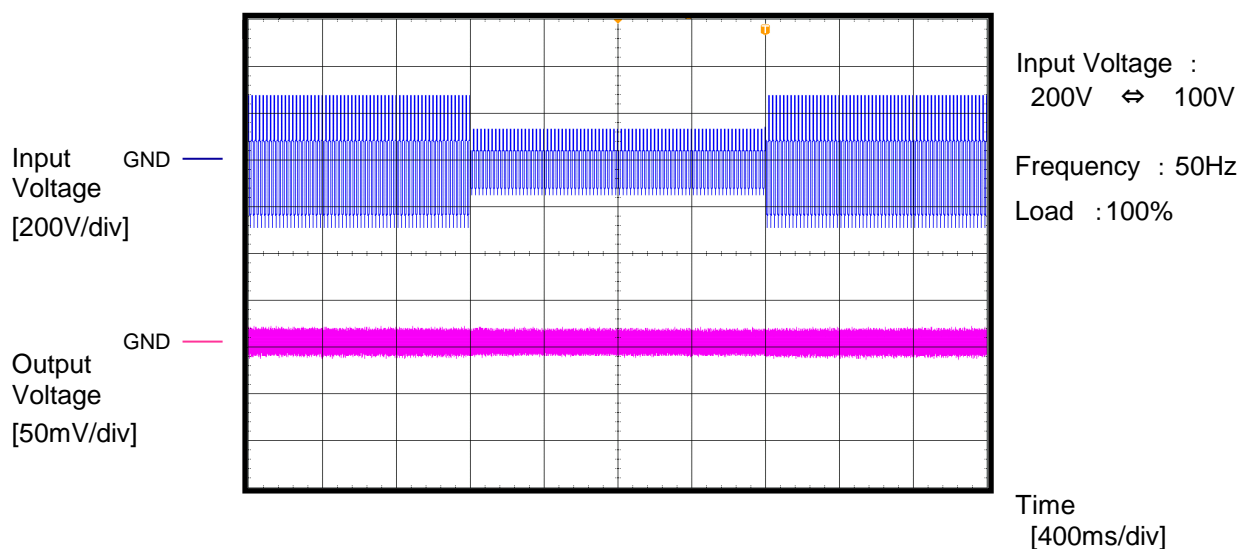 Input
Voltage
[200V/div]
GND
Output
Voltage
[50mV/div]
GND
T
Input Voltage :
200V ⇔ 100V
Frequency : 50Hz
Load :100%
Time
[400ms/div]